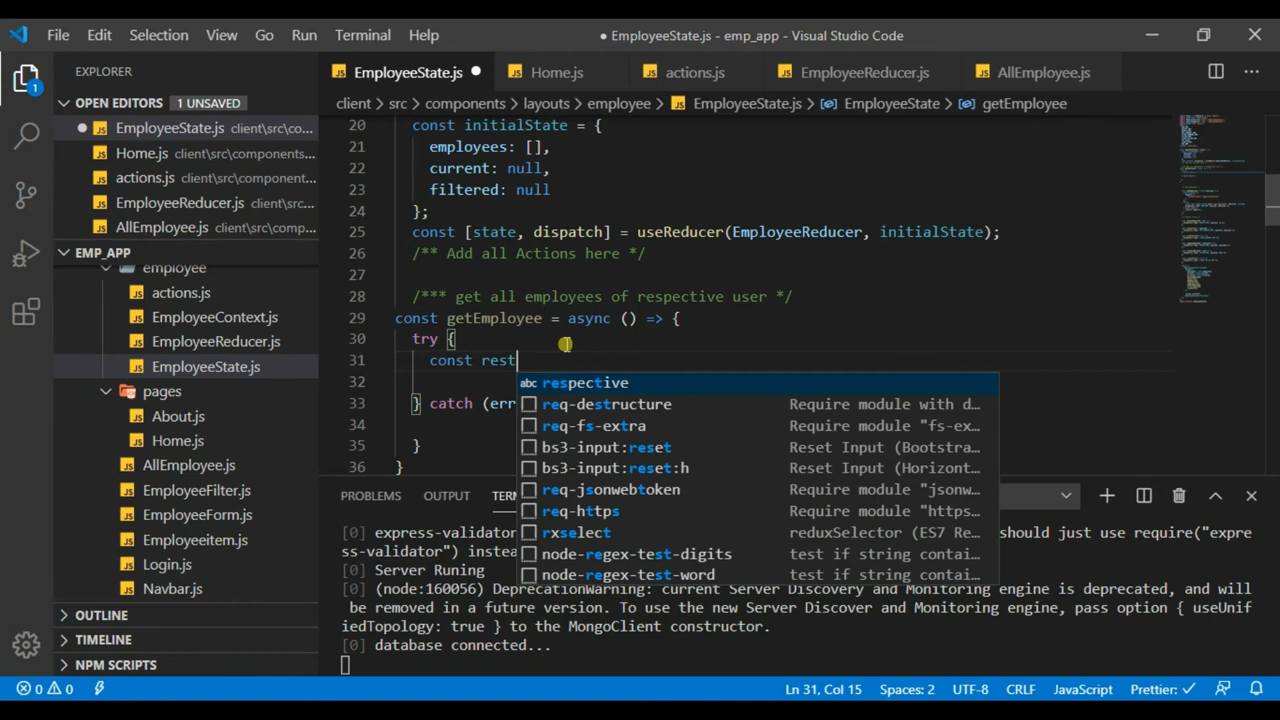 File Edit Selection View Go Run Terminal Help ● EmployeeState.js - emp_app - Visual Studio Code
EXPLORER
EmployeeState.js Home.js actions.js EmployeeReducer.js AllEmployee.js
1
OPEN EDITORS 1 UNSAVED
client > src > components > layouts > employee > EmployeeState.js > EmployeeState > getEmployee
EmployeeState.js client\src\co...
Home.js client\src\components...
actions.js client\src\component...
EmployeeReducer.js client\src...
AllEmployee.js client\src\comp...
EMP_APP
employee
actions.js
EmployeeContext.js
EmployeeReducer.js
EmployeeState.js
pages
About.js
Home.js
AllEmployee.js
EmployeeFilter.js
EmployeeForm.js
Employeeitem.js
Login.js
Navbar.js
OUTLINE
TIMELINE
NPM SCRIPTS
20 const initialState = {
21 employees: [],
22 current: null,
23 filtered: null
24 };
25 const [state, dispatch] = useReducer(EmployeeReducer, initialState);
26 /** Add all Actions here */
27
28 /*** get all employees of respective user */
29 const getEmployee = async () => {
30 try {
31 const rest
32
33 } catch (err
34
35 }
36 }
abc respective
req-destructure Require module with d…
req-fs-extra Require module "fs-ex…
bs3-input:reset Reset Input (Bootstra…
bs3-input:reset:h Reset Input (Horizont…
req-jsonwebtoken Require module "jsonw…
req-https Require module "https…
rxselect reduxSelector (ES7 Re…
node-regex-test-digits test if string contai…
node-regex-test-word test if string contai…
PROBLEMS OUTPUT TER
[0] express-validator should just use require("expre
ss-validator") instea
[0] Server Runing
[0] (node:160056) DeprecationWarning: current Server Discovery and Monitoring engine is deprecated, and will
be removed in a future version. To use the new Server Discover and Monitoring engine, pass option { useUnif
iedTopology: true } to the MongoClient constructor.
[0] database connected...
0 0 Ln 31, Col 15 Spaces: 2 UTF-8 CRLF JavaScript Prettier: ✓